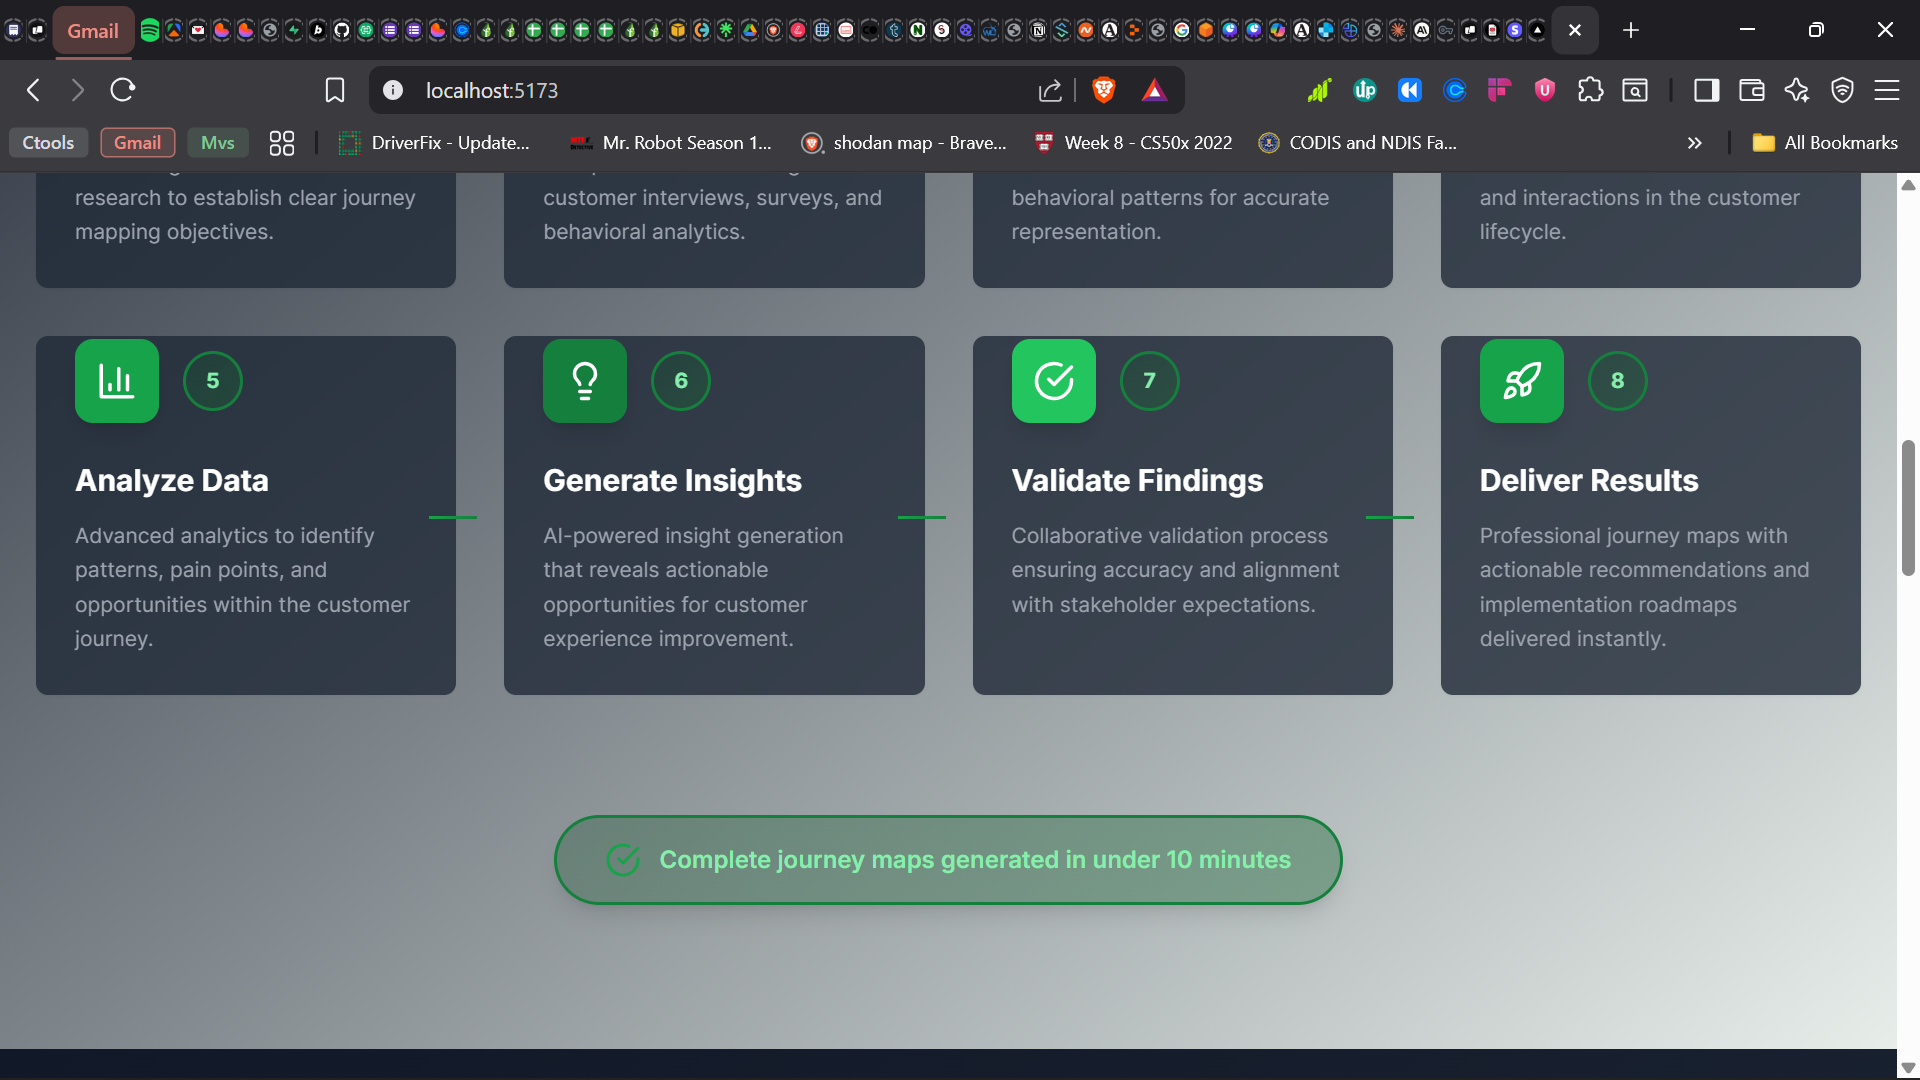 Gmail
localhost:5173
Ctools
Gmail
Mvs
DriverFix - Update...
Mr. Robot Season 1...
shodan map - Brave...
Week 8 - CS50x 2022
CODIS and NDIS Fa...
All Bookmarks
research to establish clear journey
mapping objectives.
customer interviews, surveys, and
behavioral analytics.
behavioral patterns for accurate
representation.
and interactions in the customer
lifecycle.
5
Analyze Data
Advanced analytics to identify
patterns, pain points, and
opportunities within the customer
journey.
6
Generate Insights
AI-powered insight generation
that reveals actionable
opportunities for customer
experience improvement.
7
Validate Findings
Collaborative validation process
ensuring accuracy and alignment
with stakeholder expectations.
8
Deliver Results
Professional journey maps with
actionable recommendations and
implementation roadmaps
delivered instantly.
Complete journey maps generated in under 10 minutes